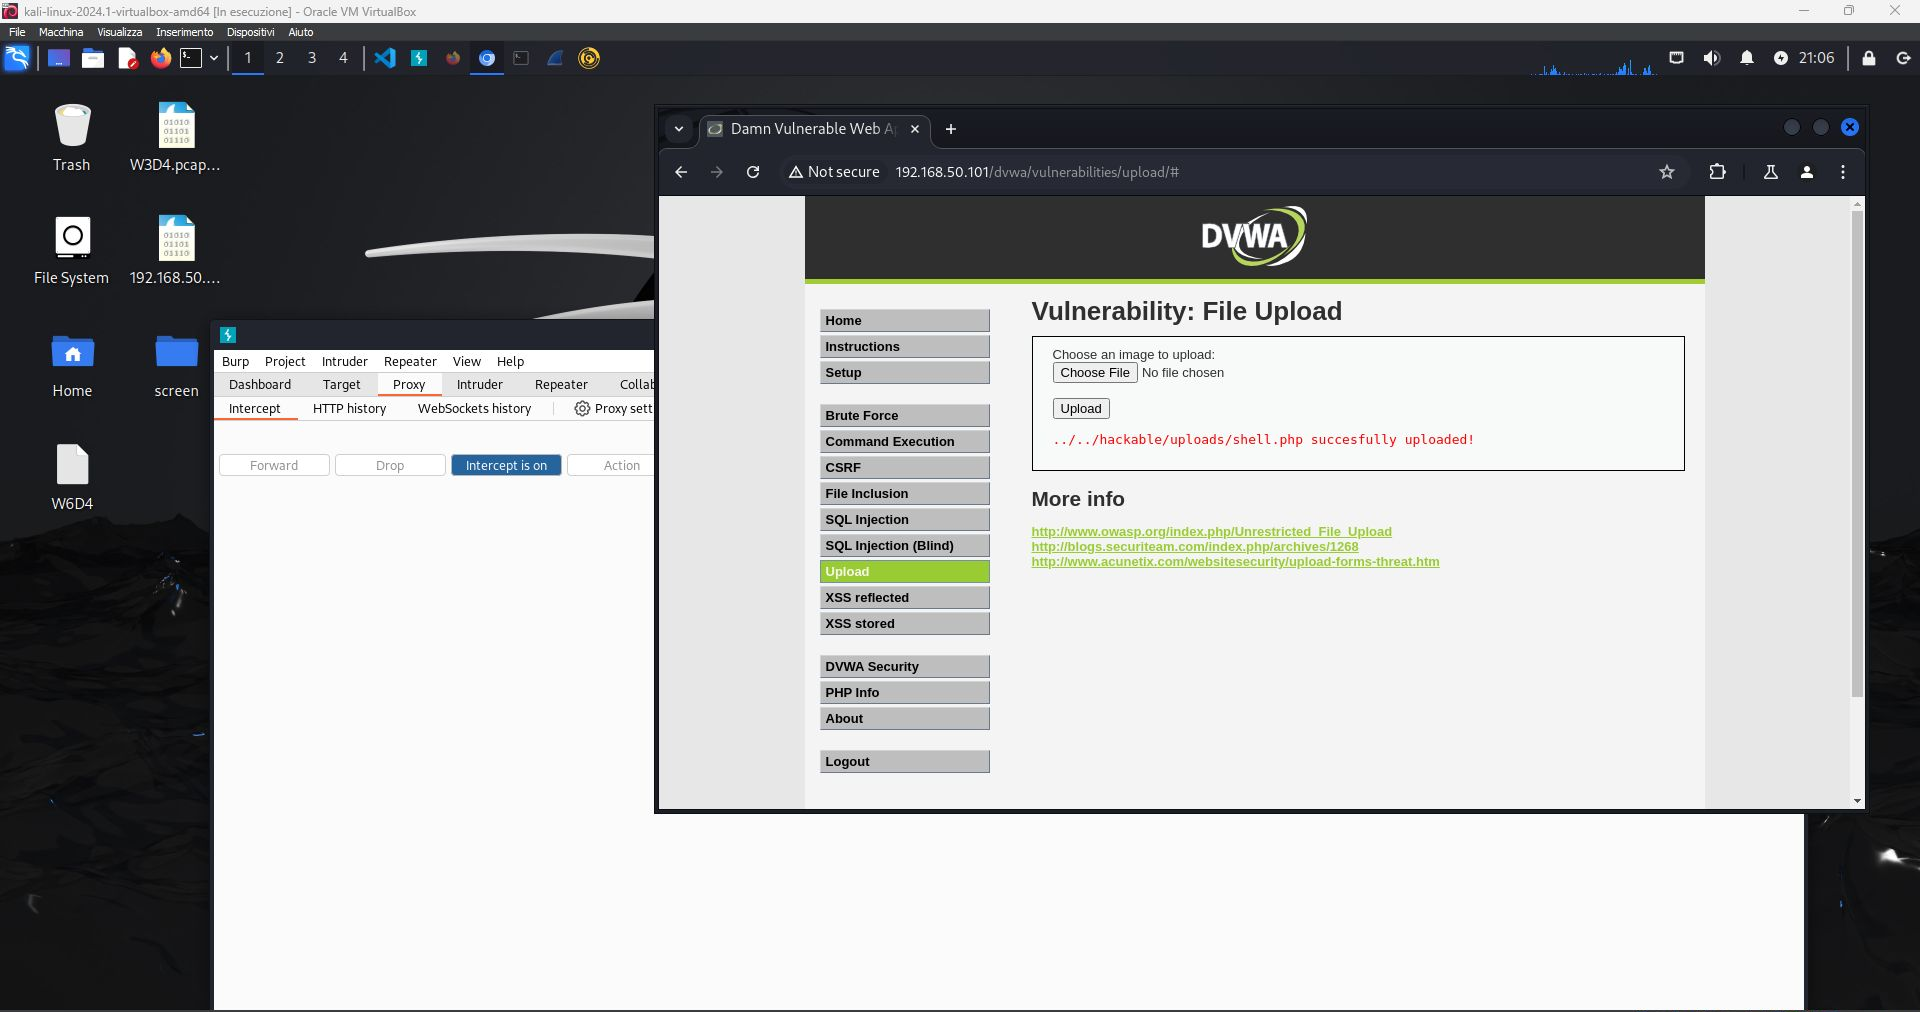 kali-linux-2024.1-virtualbox-amd64 [In esecuzione] - Oracle VM VirtualBox
File Macchina Visualizza Inserimento Dispositivi Aiuto
1 2 3 4 21:06
Trash
W3D4.pcap...
File System
192.168.50....
Home
screen
W6D4
Burp Project Intruder Repeater View Help
Dashboard Target Proxy Intruder Repeater Collab
Intercept HTTP history WebSockets history Proxy sett
Forward Drop Intercept is on Action
Damn Vulnerable Web Ap
Not secure 192.168.50.101/dvwa/vulnerabilities/upload/#
DVWA
Home
Instructions
Setup
Brute Force
Command Execution
CSRF
File Inclusion
SQL Injection
SQL Injection (Blind)
Upload
XSS reflected
XSS stored
DVWA Security
PHP Info
About
Logout
Vulnerability: File Upload
Choose an image to upload:
Choose File No file chosen
Upload
../../hackable/uploads/shell.php succesfully uploaded!
More info
http://www.owasp.org/index.php/Unrestricted_File_Upload
http://blogs.securiteam.com/index.php/archives/1268
http://www.acunetix.com/websitesecurity/upload-forms-threat.htm